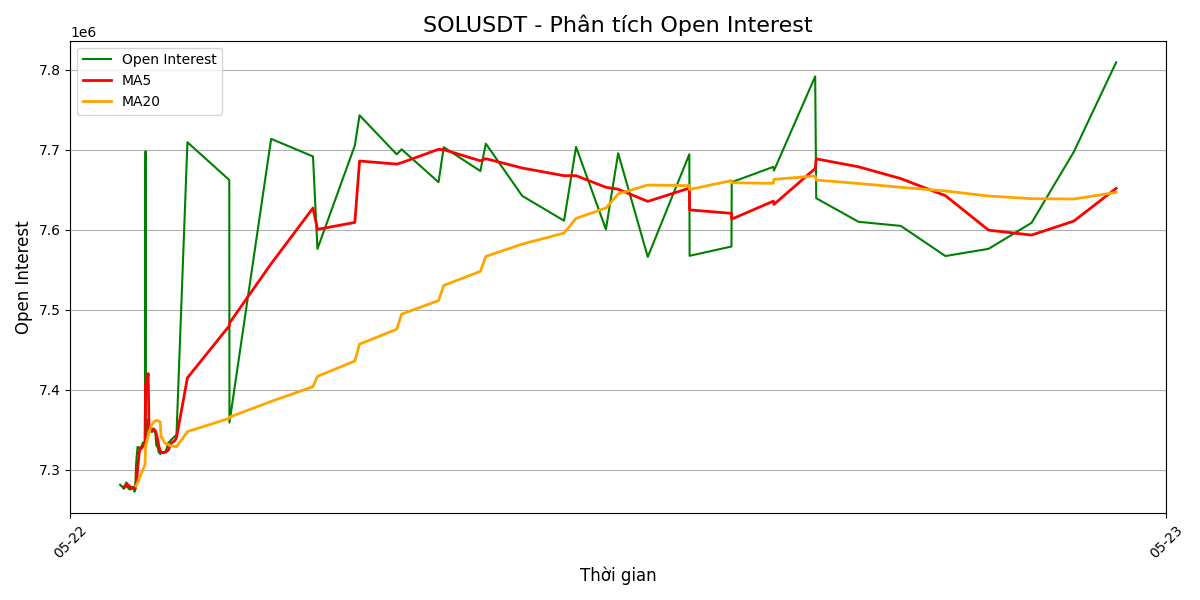 SOLUSDT - Phân tích Open Interest
1e6
Open Interest
MA5
MA20
7.8
7.7
7.6
7.5
7.4
7.3
Open Interest
05-22
05-23
Thời gian